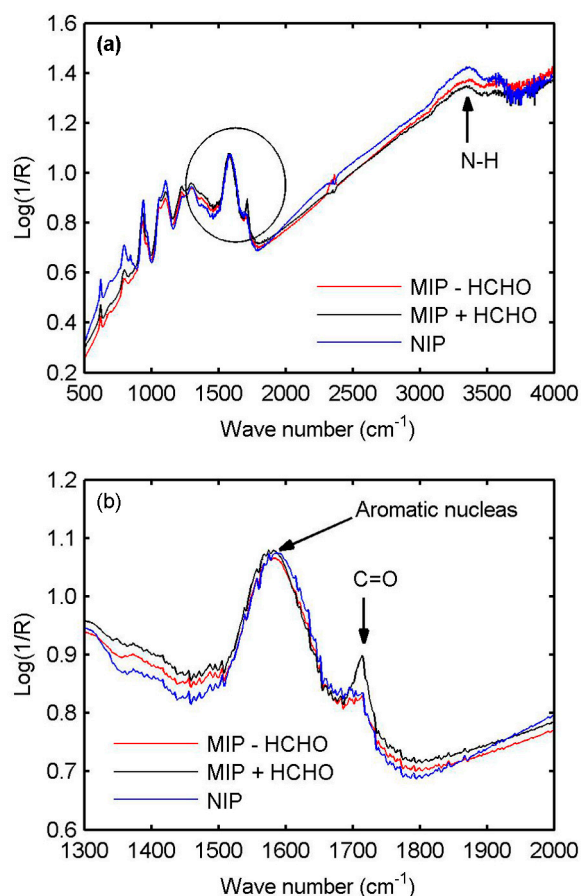 (a)
1.6
1.4
1.2
1.0
0.8
0.6
0.4
0.2
Log(1/R)
N-H
MIP - HCHO
MIP + HCHO
NIP
500 1000 1500 2000 2500 3000 3500 4000
Wave number (cm⁻¹)
(b)
1.2
1.1
1.0
0.9
0.8
0.7
0.6
Log(1/R)
Aromatic nucleas
C=O
MIP - HCHO
MIP + HCHO
NIP
1300 1400 1500 1600 1700 1800 1900 2000
Wave number (cm⁻¹)